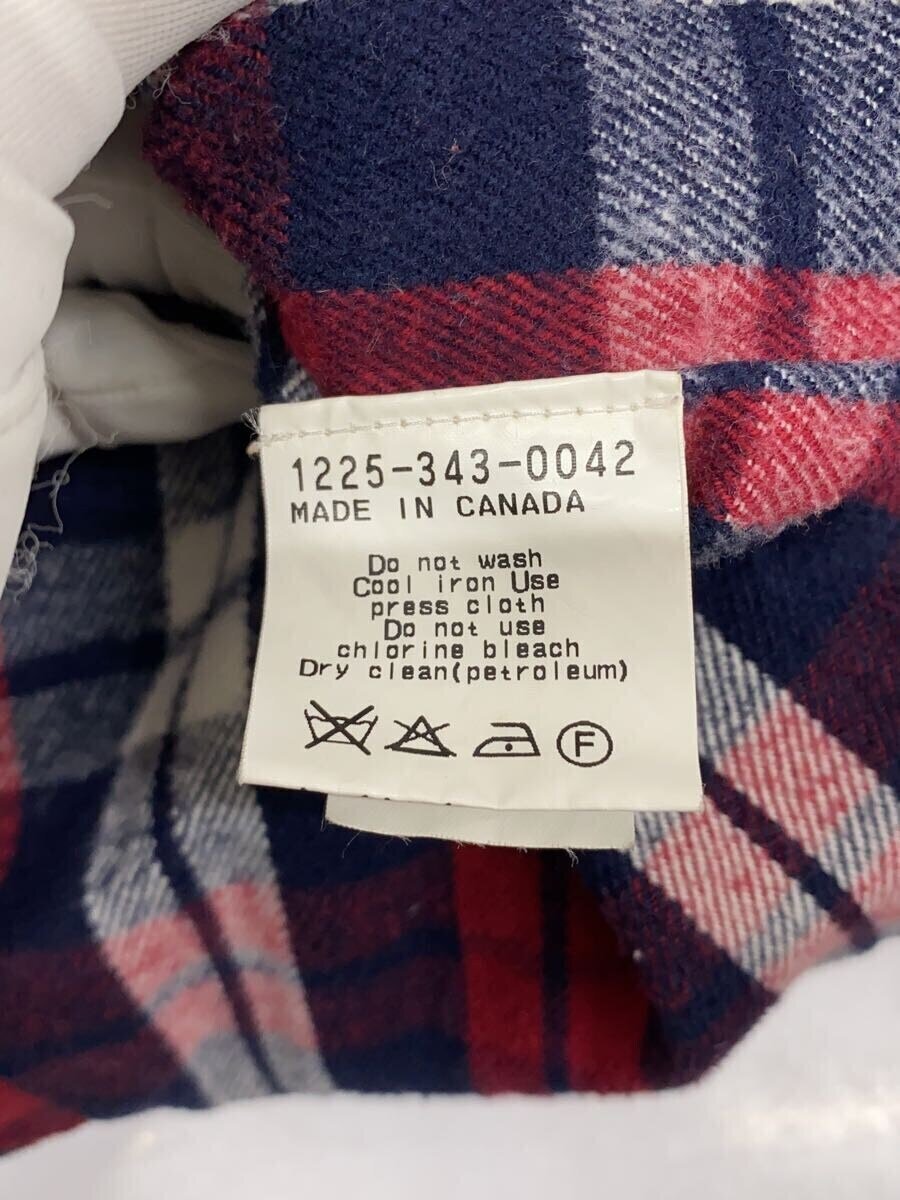 1225-343-0042
MADE IN CANADA
Do not wash
Cool iron Use
press cloth
Do not use
chlorine bleach
Dry clean(petroleum)
F